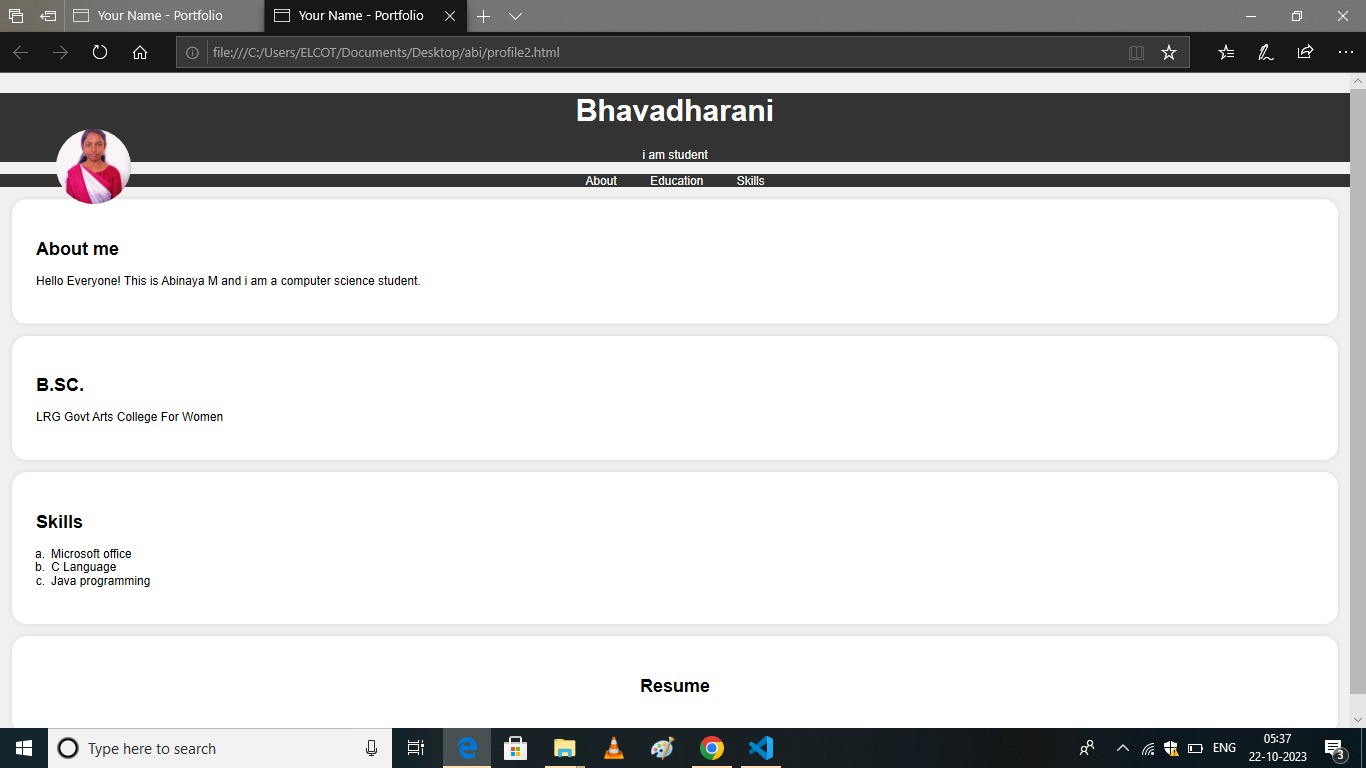 Your Name - Portfolio
Your Name - Portfolio
file:///C:/Users/ELCOT/Documents/Desktop/abi/profile2.html
Bhavadharani
i am student
About Education Skills
About me
Hello Everyone! This is Abinaya M and i am a computer science student.
B.SC.
LRG Govt Arts College For Women
Skills
a. Microsoft office
b. C Language
c. Java programming
Resume
Type here to search
ENG
05:37
22-10-2023
3